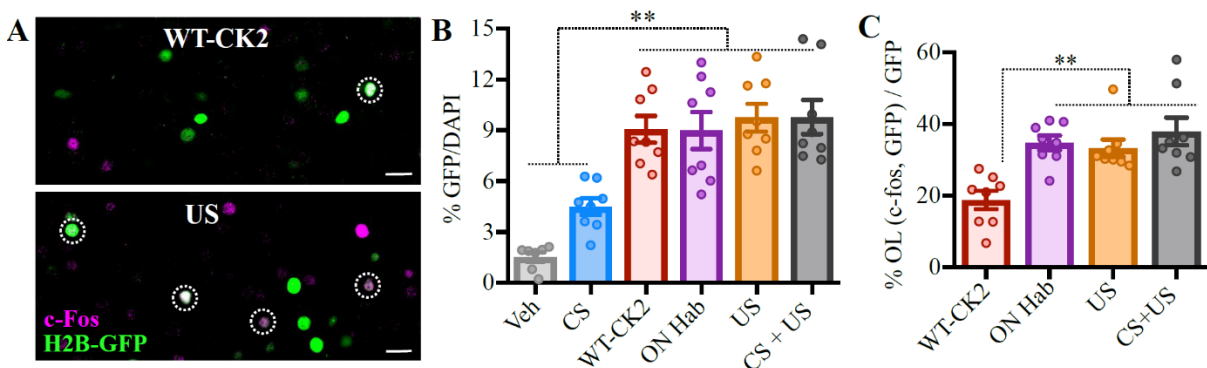 A
WT-CK2
US
c-Fos
H2B-GFP
B
**
% GFP/DAPI
15
12
9
6
3
0
Veh
CS
WT-CK2
ON Hab
US
CS + US
C
**
% OL (c-fos, GFP) / GFP
60
40
20
0
WT-CK2
ON Hab
US
CS+US